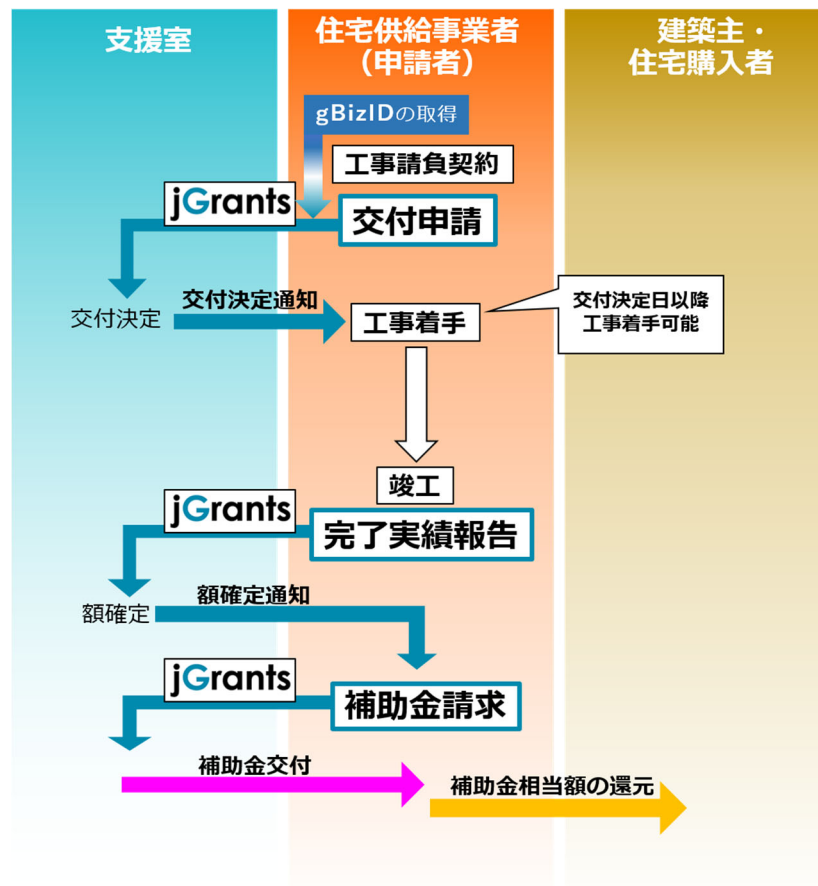 支援室
住宅供給事業者
（申請者）
建築主・
住宅購入者
gBizIDの取得
工事請負契約
jGrants
交付申請
交付決定
交付決定通知
工事着手
交付決定日以降
工事着手可能
竣工
jGrants
完了実績報告
額確定
額確定通知
jGrants
補助金請求
補助金交付
補助金相当額の還元